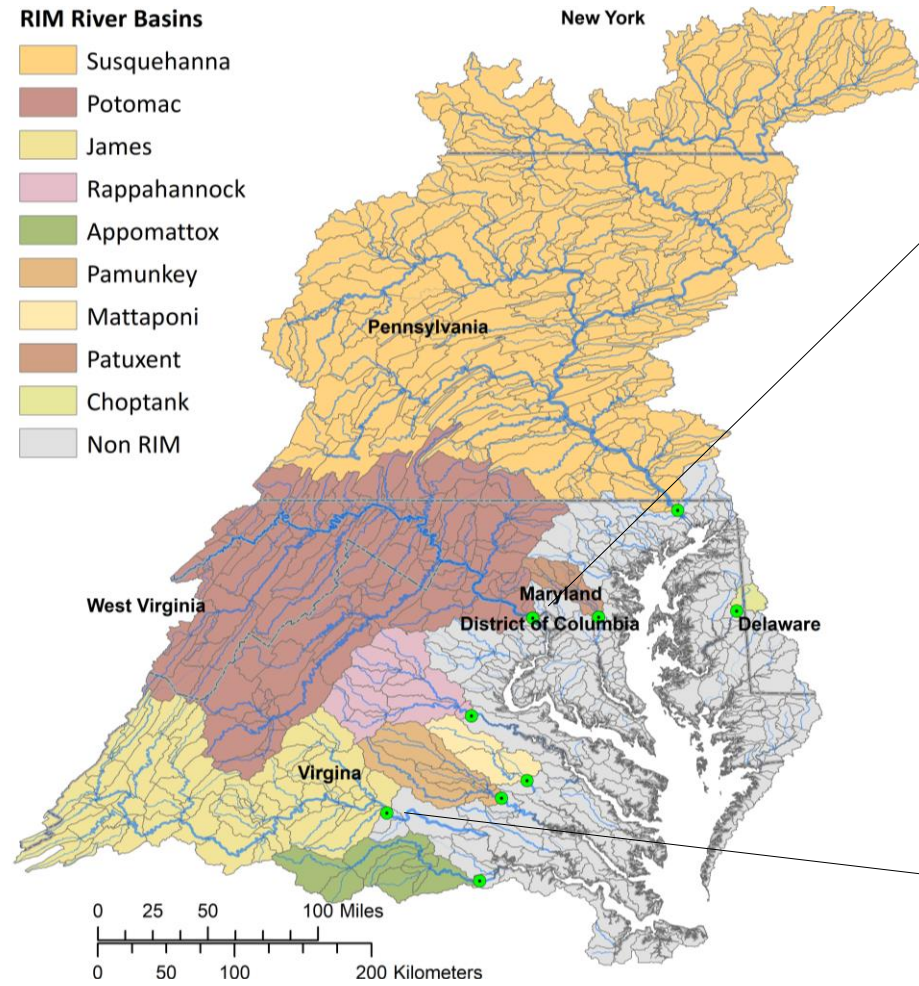 RIM River Basins
Susquehanna
Potomac
James
Rappahannock
Appomattox
Pamunkey
Mattaponi
Patuxent
Choptank
Non RIM
New York
Pennsylvania
West Virginia
Maryland
District of Columbia
Delaware
Virgina
0 25 50 100 Miles
0 50 100 200 Kilometers